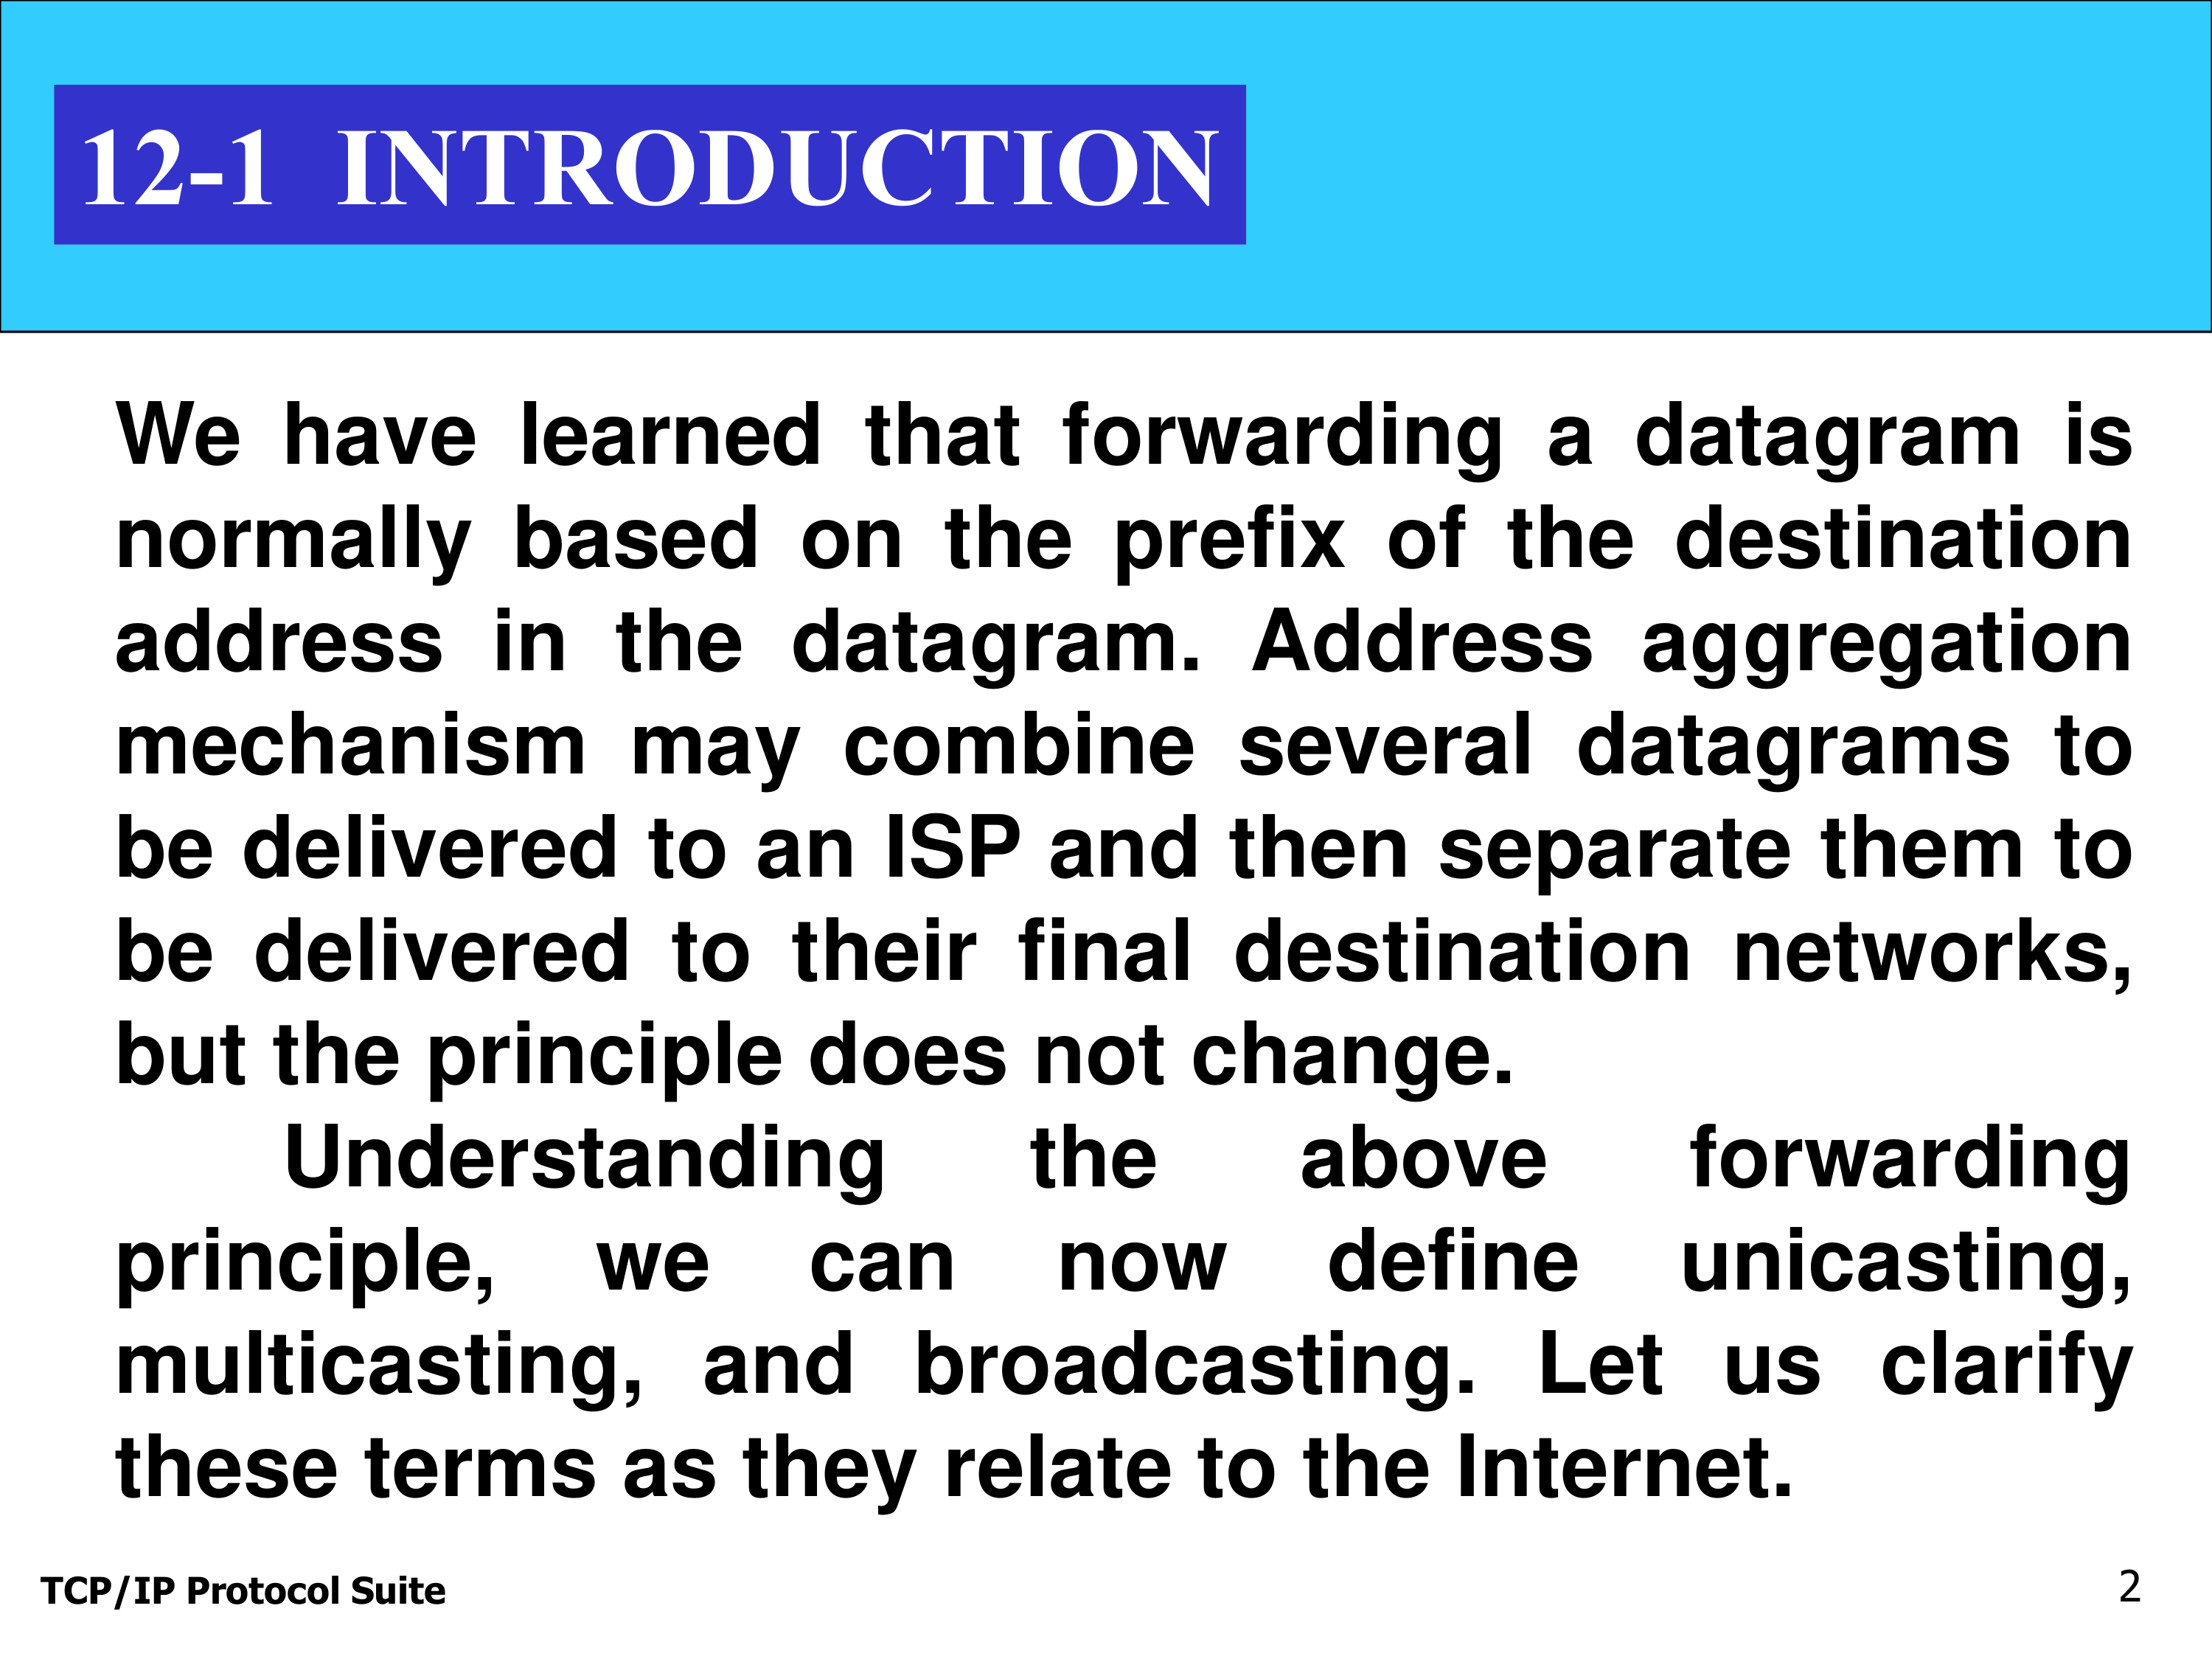 12-1 INTRODUCTION
We have learned that forwarding a datagram is
normally based on the prefix of the destination
address in the datagram. Address aggregation
mechanism may combine several datagrams to
be delivered to an ISP and then separate them to
be delivered to their final destination networks,
but the principle does not change.
Understanding the above forwarding
principle, we can now define unicasting,
multicasting, and broadcasting. Let us clarify
these terms as they relate to the Internet.
TCP/IP Protocol Suite
2